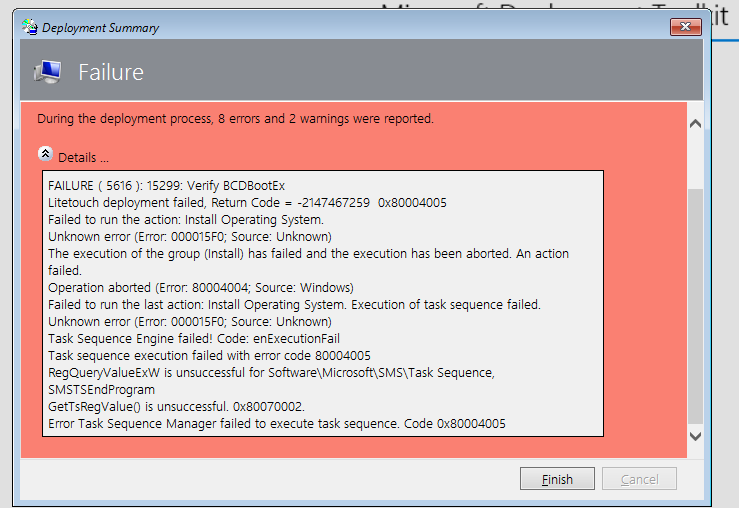 Microsoft Deployment Toolkit
Deployment Summary
Failure
During the deployment process, 8 errors and 2 warnings were reported.
Details ...
FAILURE ( 5616 ): 15299: Verify BCDBootEx
Litetouch deployment failed, Return Code = -2147467259  0x80004005
Failed to run the action: Install Operating System.
Unknown error (Error: 000015F0; Source: Unknown)
The execution of the group (Install) has failed and the execution has been aborted. An action
failed.
Operation aborted (Error: 80004004; Source: Windows)
Failed to run the last action: Install Operating System. Execution of task sequence failed.
Unknown error (Error: 000015F0; Source: Unknown)
Task Sequence Engine failed! Code: enExecutionFail
Task sequence execution failed with error code 80004005
RegQueryValueExW is unsuccessful for Software\Microsoft\SMS\Task Sequence,
SMSTSEndProgram
GetTsRegValue() is unsuccessful. 0x80070002.
Error Task Sequence Manager failed to execute task sequence. Code 0x80004005
Finish
Cancel